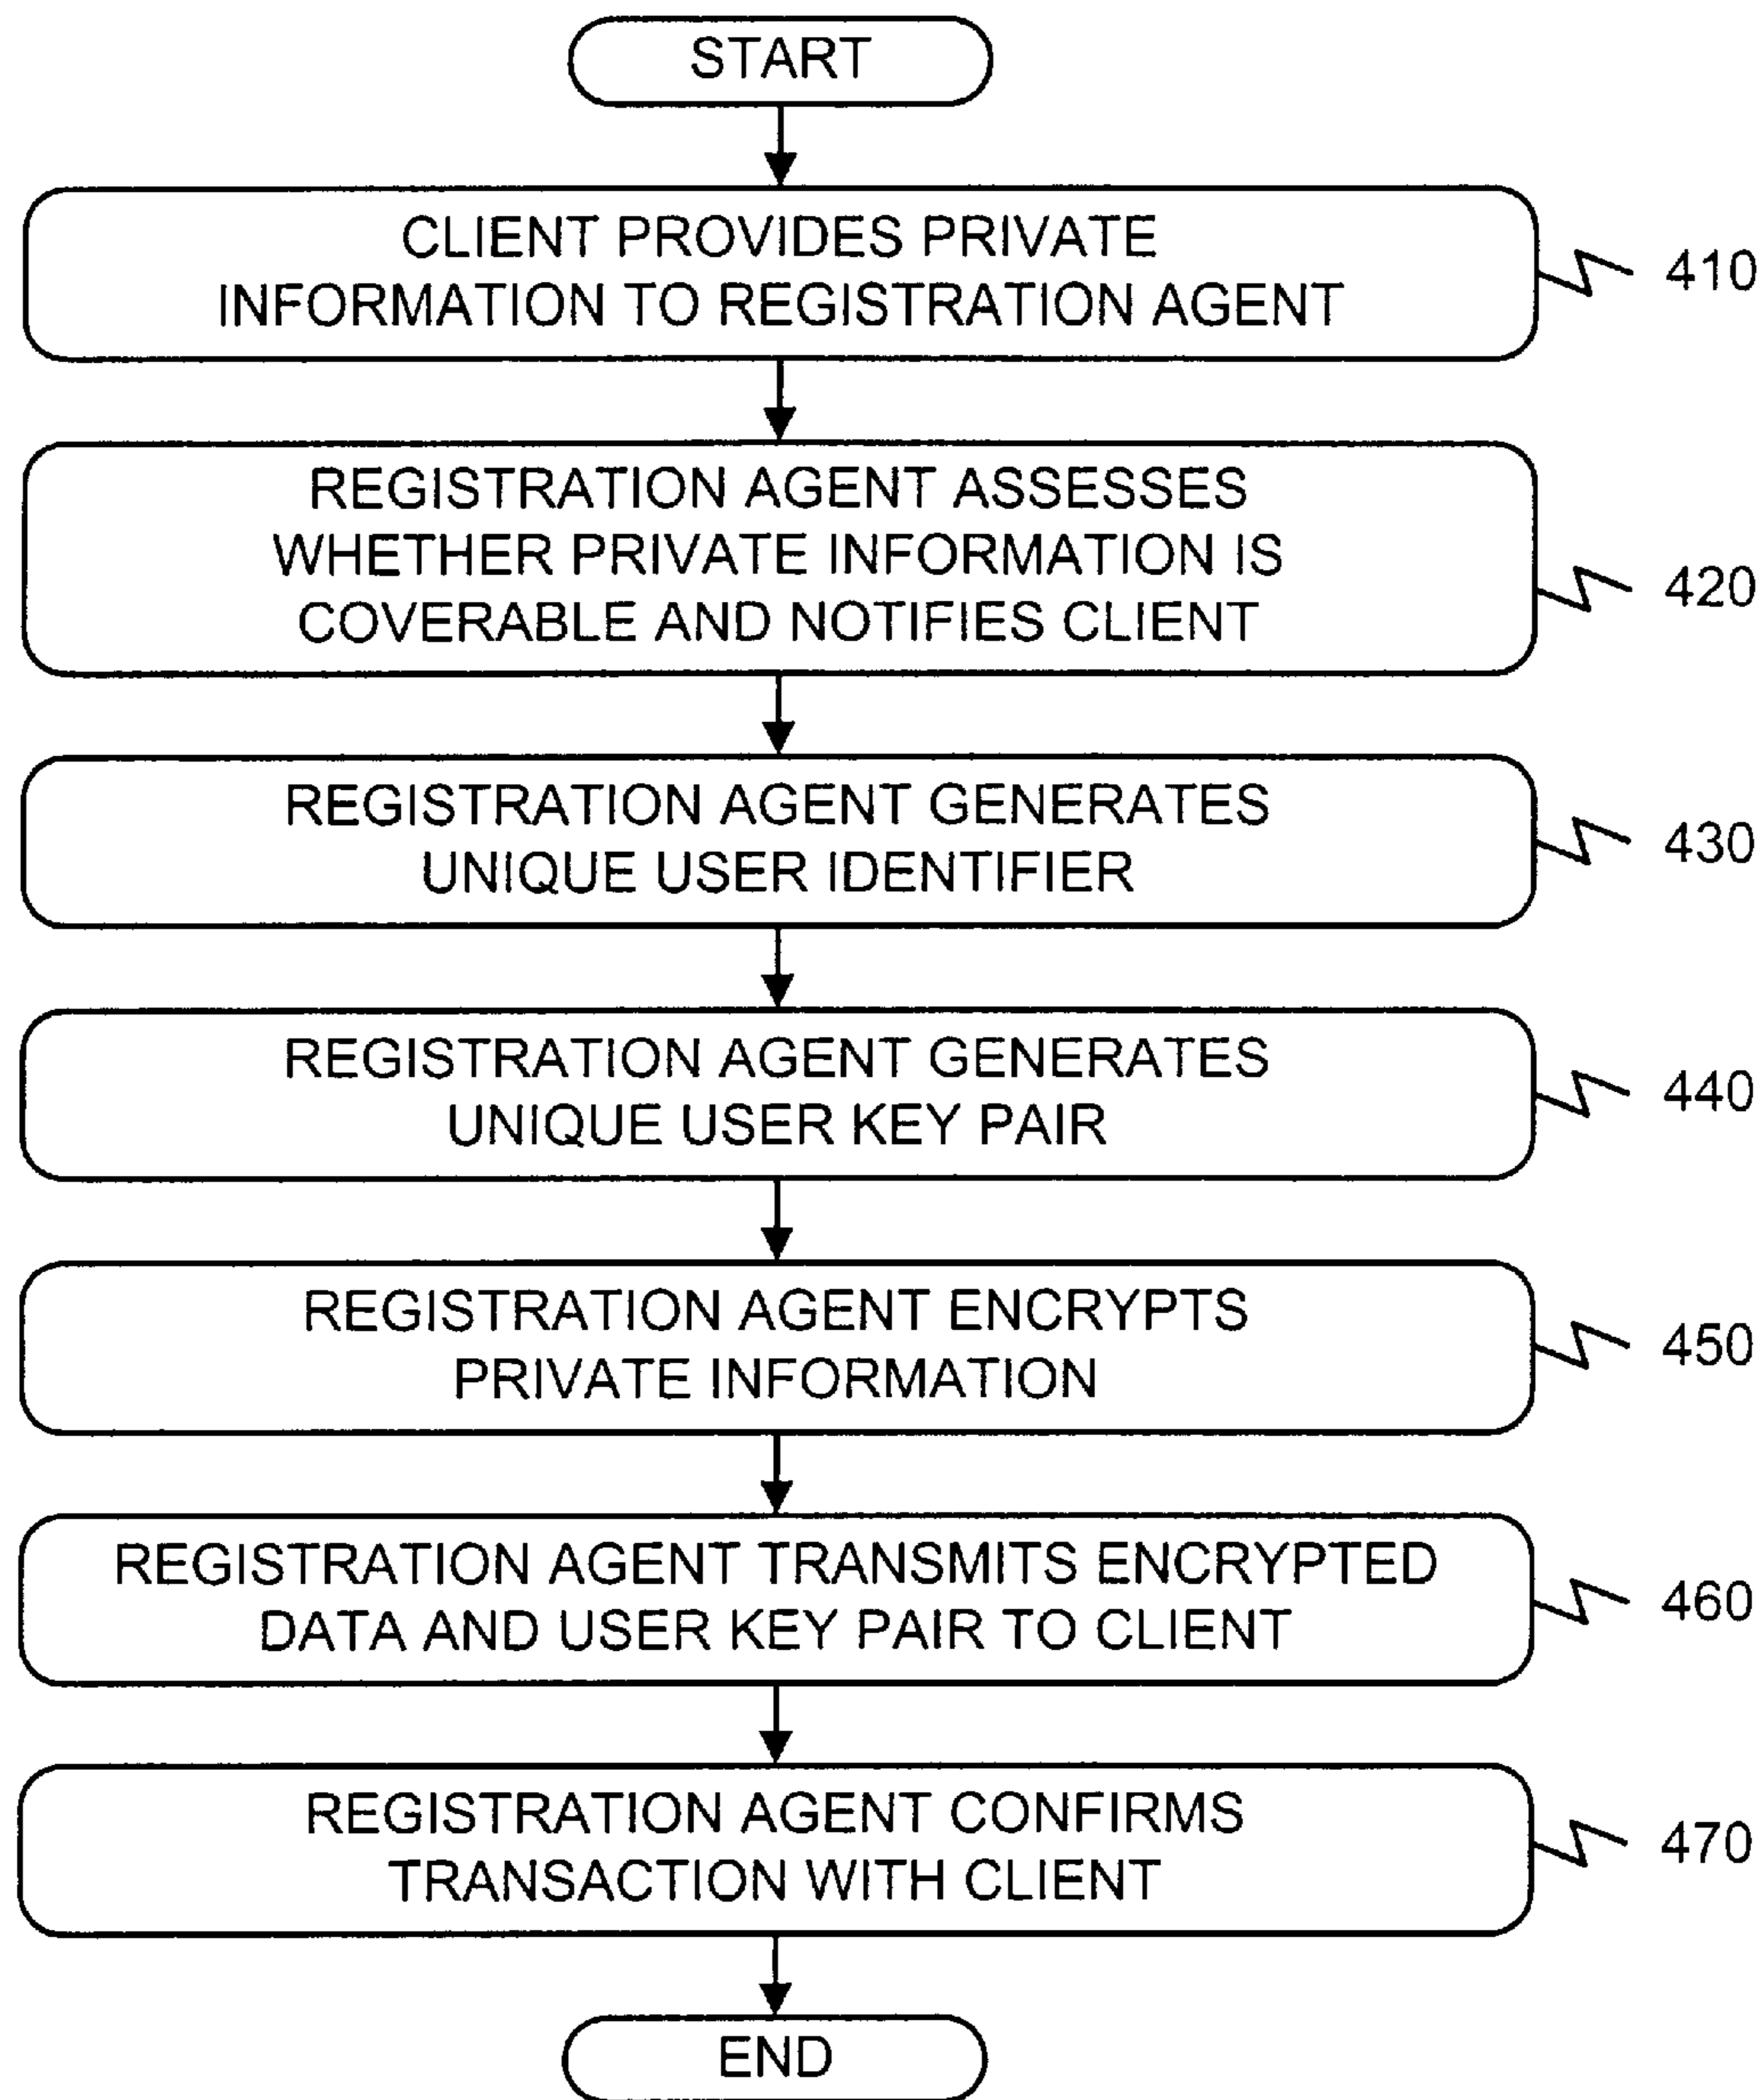 START
CLIENT PROVIDES PRIVATE
INFORMATION TO REGISTRATION AGENT
410
REGISTRATION AGENT ASSESSES
WHETHER PRIVATE INFORMATION IS
COVERABLE AND NOTIFIES CLIENT
420
REGISTRATION AGENT GENERATES
UNIQUE USER IDENTIFIER
430
REGISTRATION AGENT GENERATES
UNIQUE USER KEY PAIR
440
REGISTRATION AGENT ENCRYPTS
PRIVATE INFORMATION
450
REGISTRATION AGENT TRANSMITS ENCRYPTED
DATA AND USER KEY PAIR TO CLIENT
460
REGISTRATION AGENT CONFIRMS
TRANSACTION WITH CLIENT
470
END